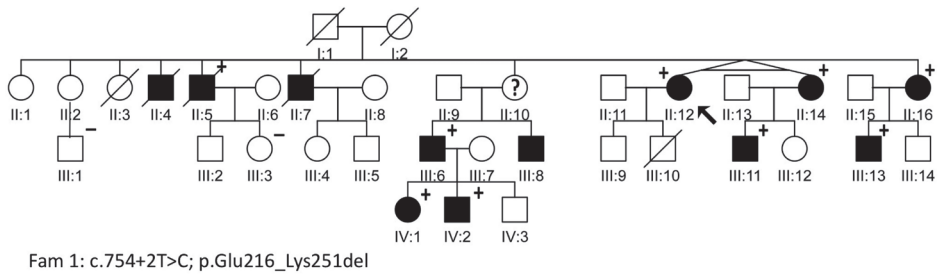 I:1 I:2
+ + + +
?
II:1 II:2 II:3 II:4 II:5 II:6 II:7 II:8 II:9 II:10 II:11 II:12 II:13 II:14 II:15 II:16
− − + + +
III:1 III:2 III:3 III:4 III:5 III:6 III:7 III:8 III:9 III:10 III:11 III:12 III:13 III:14
+ +
IV:1 IV:2 IV:3
Fam 1: c.754+2T>C; p.Glu216_Lys251del